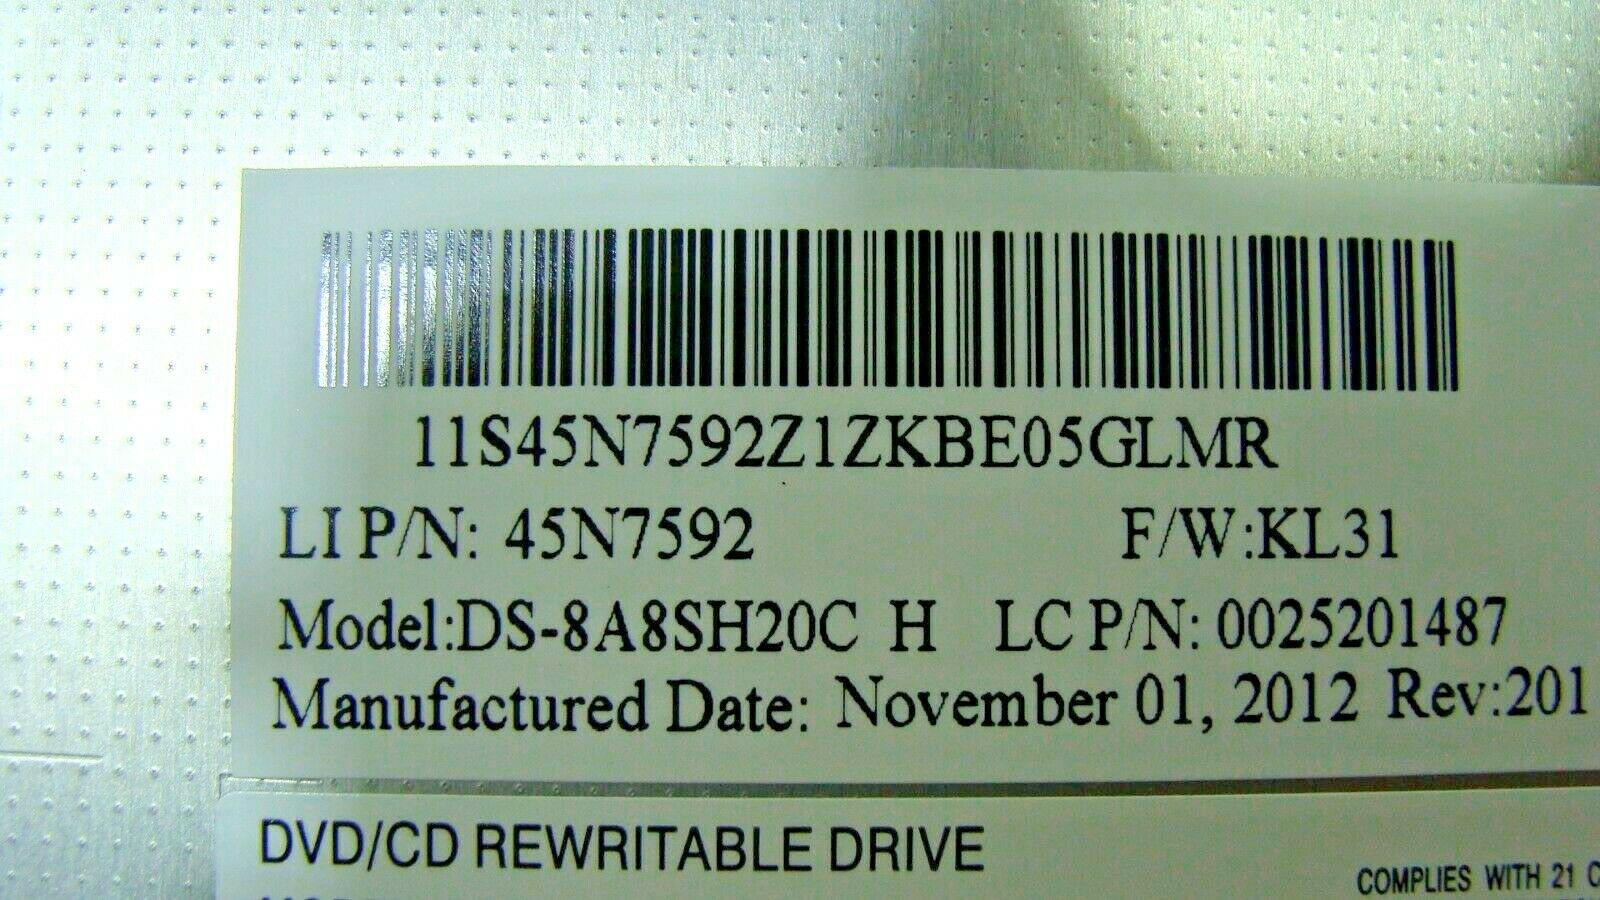 11S45N7592Z1ZKBE05GLMR
LI P/N: 45N7592 F/W:KL31
Model:DS-8A8SH20C H LC P/N: 0025201487
Manufactured Date: November 01, 2012 Rev:201
DVD/CD REWRITABLE DRIVE
COMPLIES WITH 21